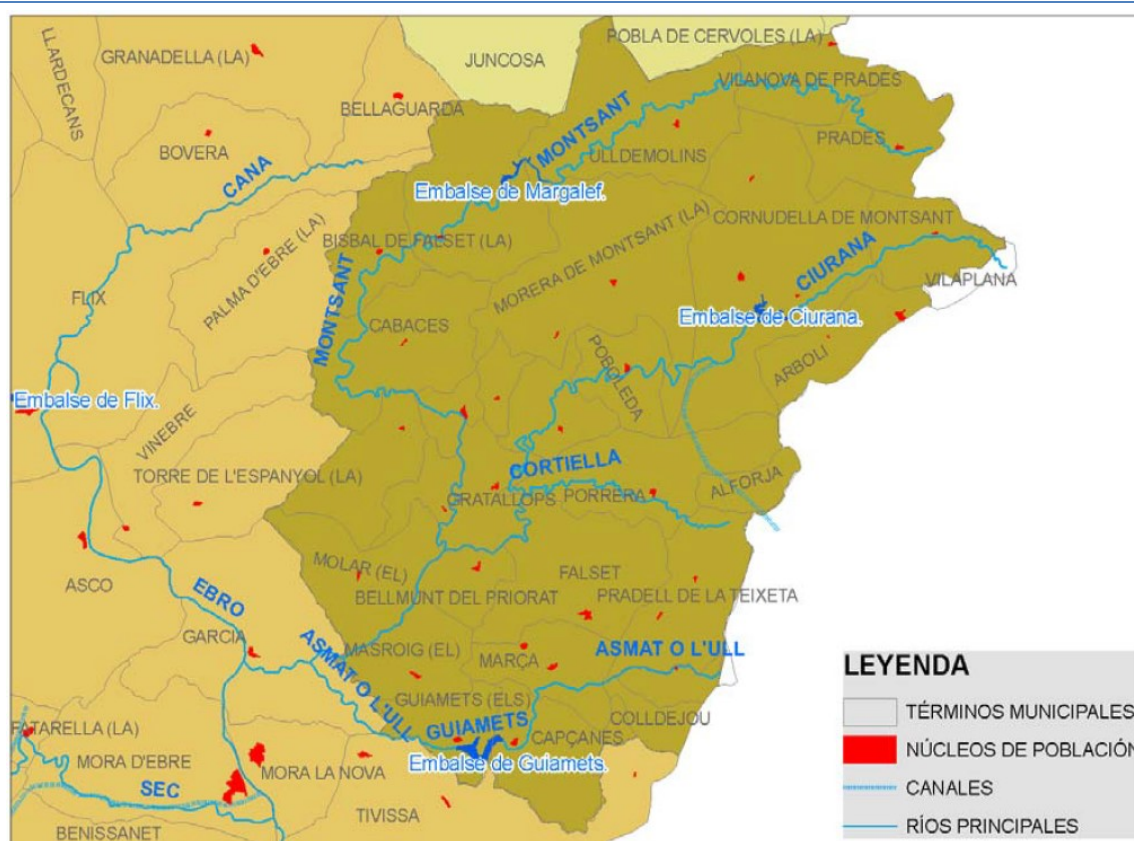 POBLA DE CERVOLES (LA)
LLARDECANS
GRANADELLA (LA)
JUNCOSA
VILANOVA DE PRADES
BELLAGUARDA
MONTSANT
PRADES
BOVERA
ULLDEMOLINS
CANA
Embalse de Margalef.
CORNUDELLA DE MONTSANT
BISBAL DE FALSET (LA)
MORERA DE MONTSANT (LA)
PALMA D'EBRE (LA)
CIURANA
VILAPLANA
FLIX
MONTSANT
CABACES
Embalse de Ciurana.
POBOLEDA
ARBOLI
Embalse de Flix.
VINEBRE
TORRE DE L'ESPANYOL (LA)
CORTIELLA
ALFORJA
GRATALLOPS
PORRERA
MOLAR (EL)
FALSET
ASCO
EBRO
BELLMUNT DEL PRIORAT
PRADELL DE LA TEIXETA
GARCIA
ASMAT O L'ULL
MASROIG (EL)
MARÇA
ASMAT O L'ULL
GUIAMETS (ELS)
COLLDEJOU
GUIAMETS
CAPÇANES
FATARELLA (LA)
MORA D'EBRE
MORA LA NOVA
Embalse de Guiamets.
SEC
TIVISSA
BENISSANET
LEYENDA
TÉRMINOS MUNICIPALES
NÚCLEOS DE POBLACIÓN
CANALES
RÍOS PRINCIPALES